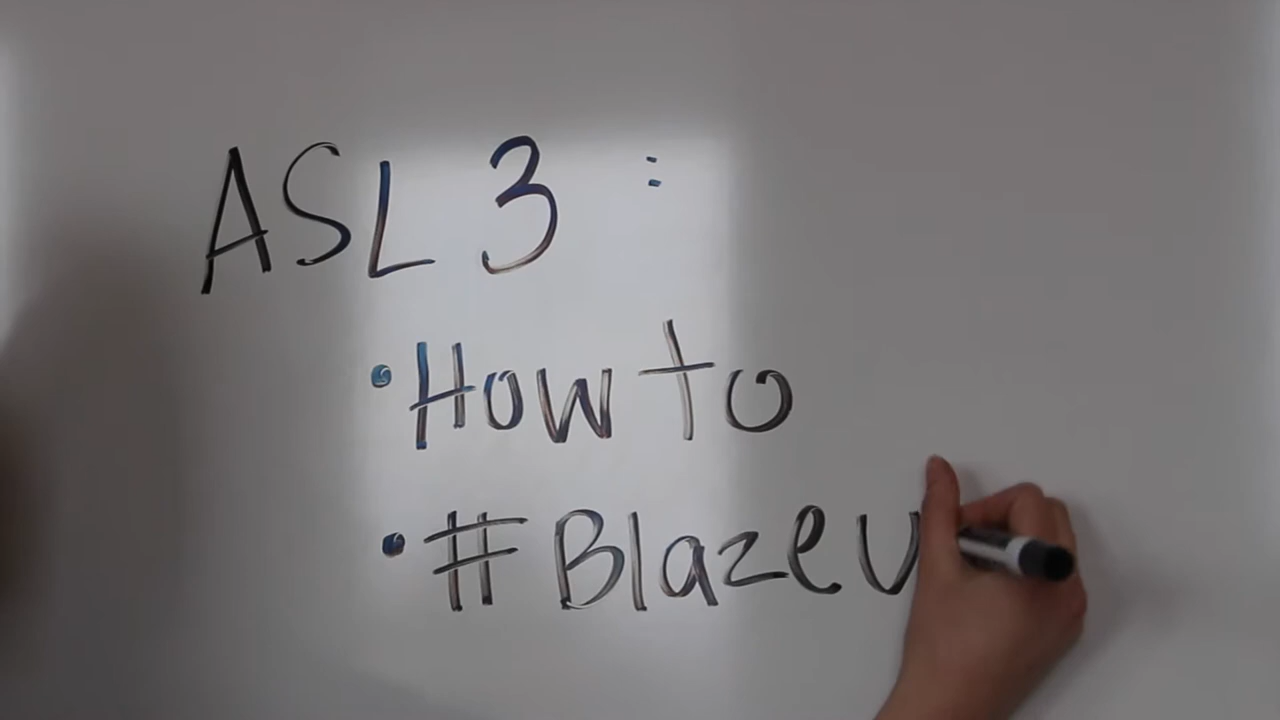 ASL 3 :
• How to
• #Blazeu